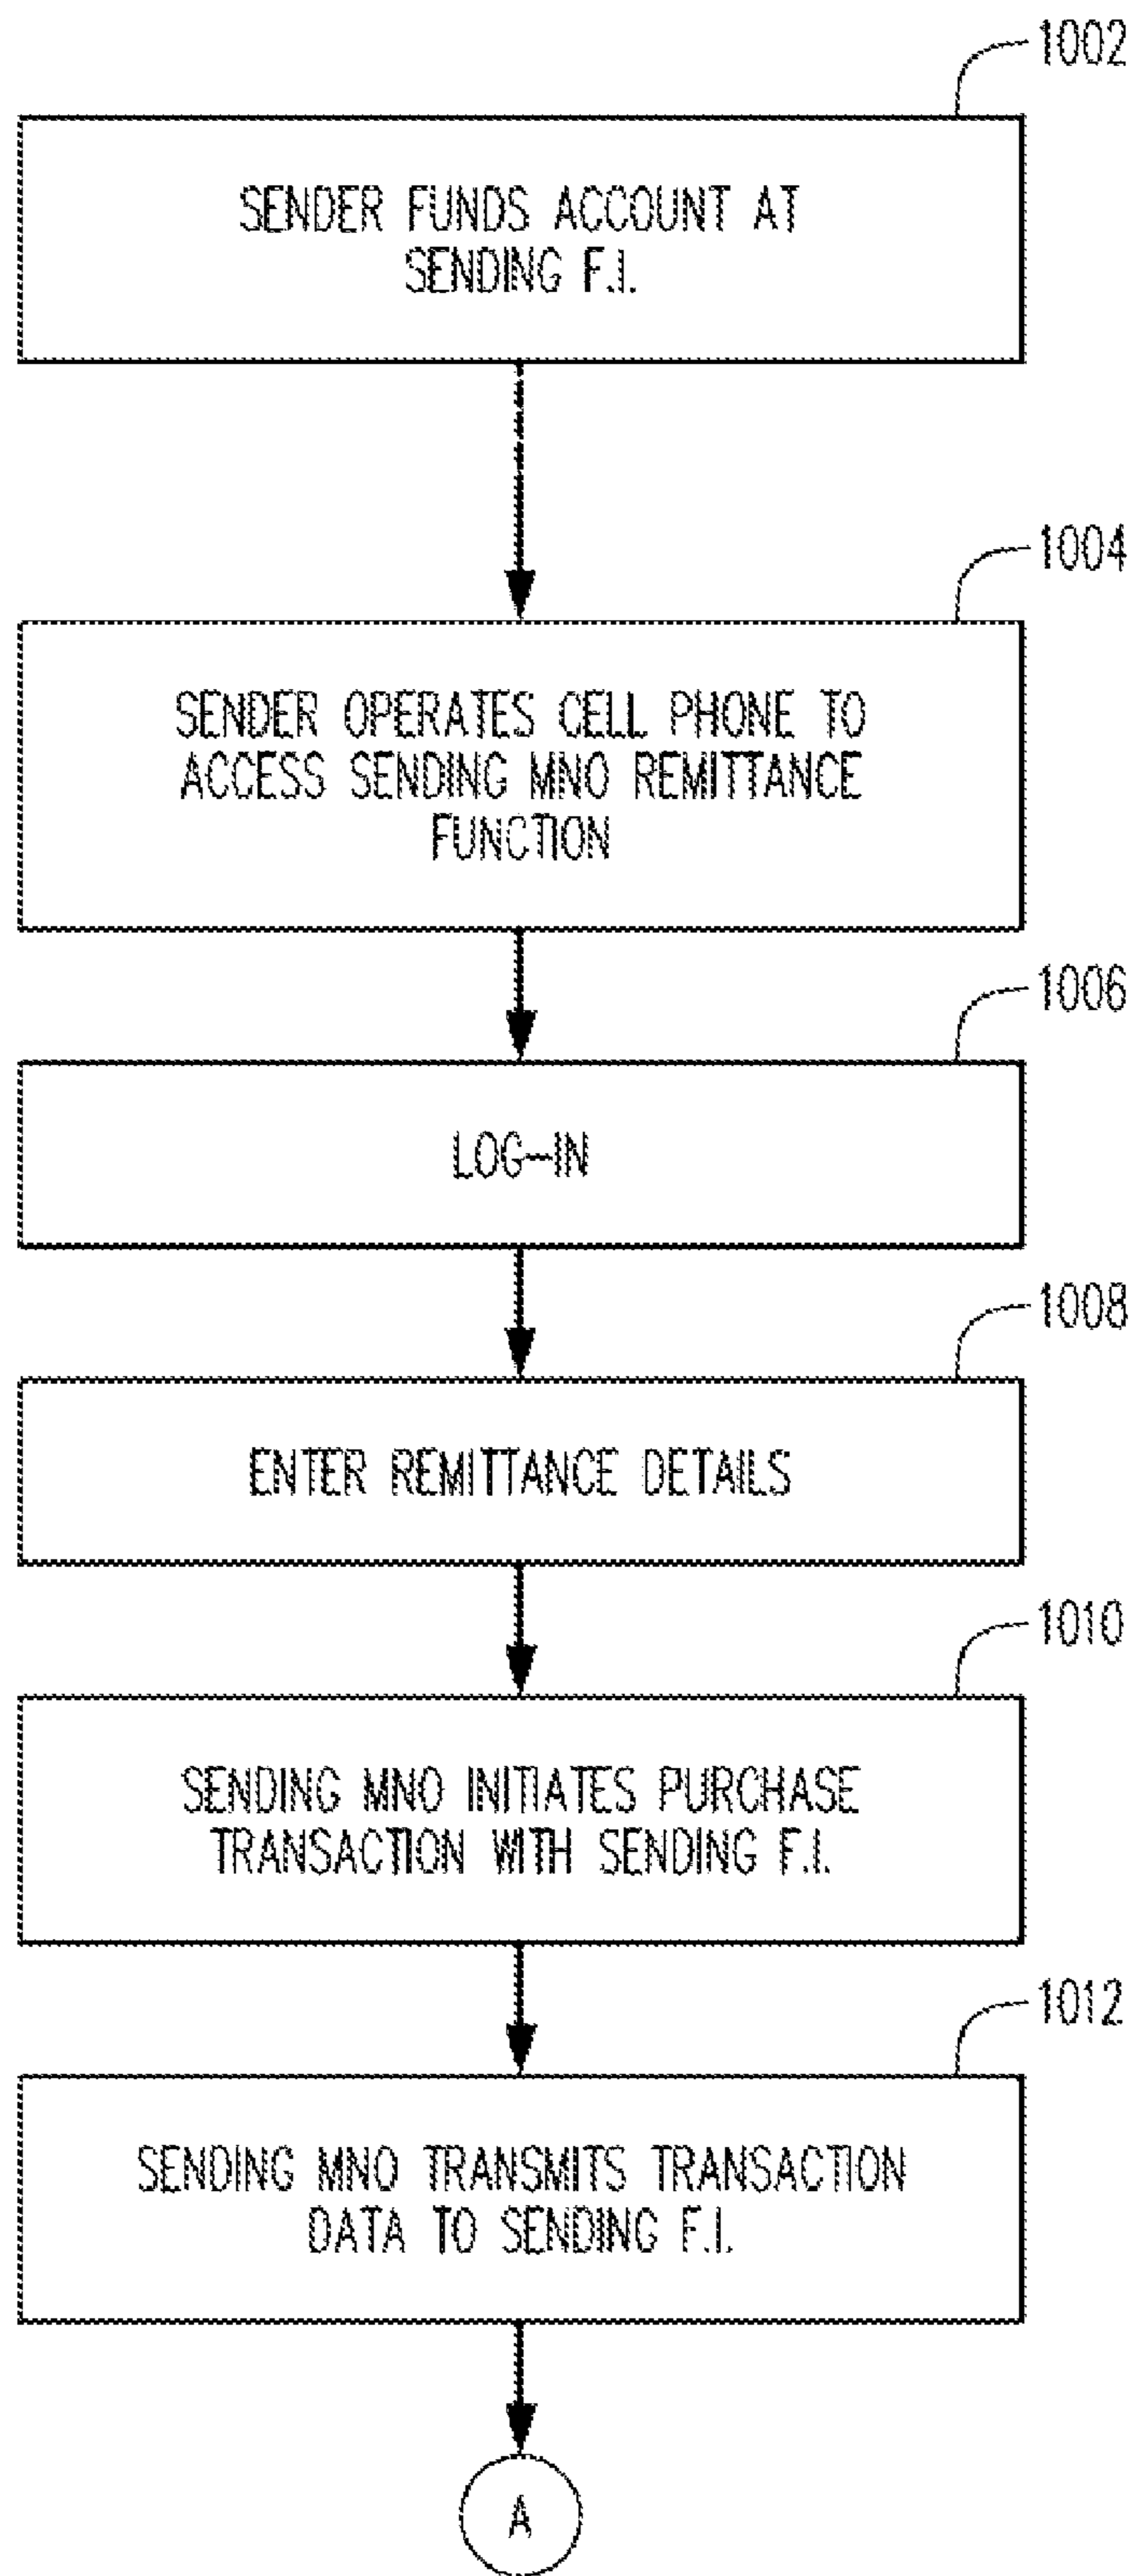 1002
SENDER FUNDS ACCOUNT AT
SENDING F.I.
1004
SENDER OPERATES CELL PHONE TO
ACCESS SENDING MNO REMITTANCE
FUNCTION
1006
LOG-IN
1008
ENTER REMITTANCE DETAILS
1010
SENDING MNO INITIATES PURCHASE
TRANSACTION WITH SENDING F.I.
1012
SENDING MNO TRANSMITS TRANSACTION
DATA TO SENDING F.I.
A